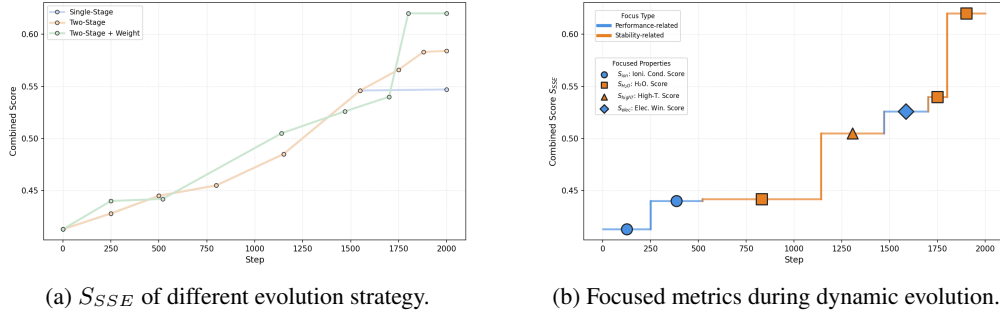 Single-Stage
Two-Stage
Two-Stage + Weight
0.60
0.55
0.50
0.45
Combined Score
0 250 500 750 1000 1250 1500 1750 2000
Step
(a) S_SSE of different evolution strategy.
Focus Type
Performance-related
Stability-related
Focused Properties
S_ion: Ioni. Cond. Score
S_H₂O: H₂O. Score
S_highT: High-T. Score
S_elec: Elec. Win. Score
0.60
0.55
0.50
0.45
Combined Score S_SSE
0 250 500 750 1000 1250 1500 1750 2000
Step
(b) Focused metrics during dynamic evolution.